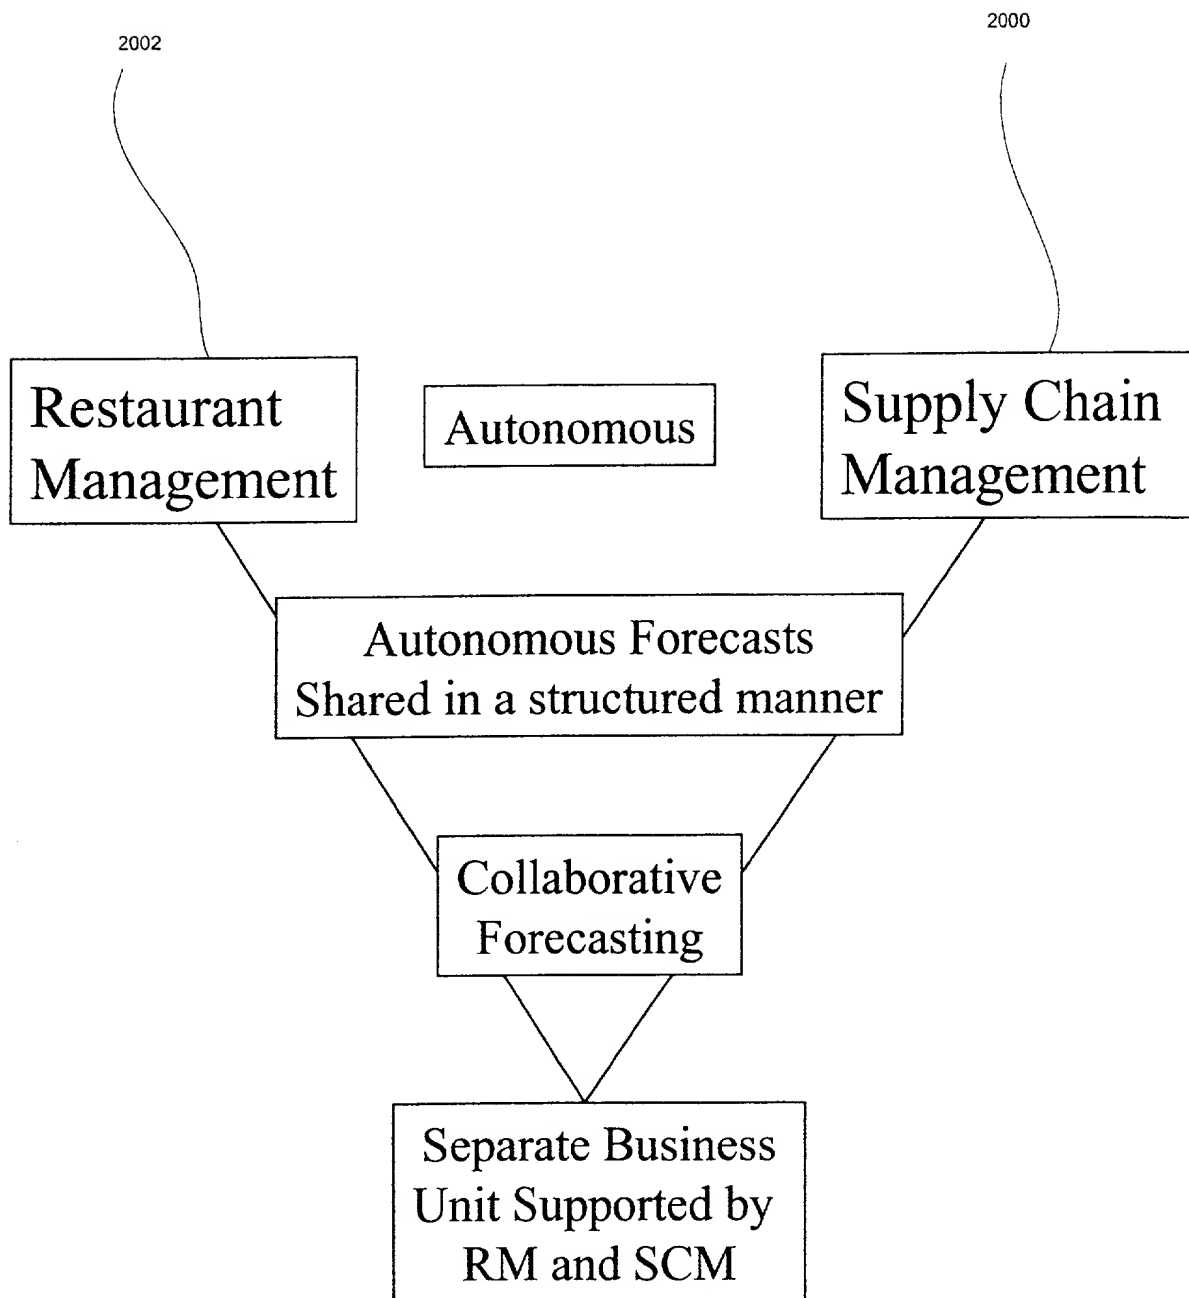 2002
2000
Restaurant
Management
Autonomous
Supply Chain
Management
Autonomous Forecasts
Shared in a structured manner
Collaborative
Forecasting
Separate Business
Unit Supported by
RM and SCM